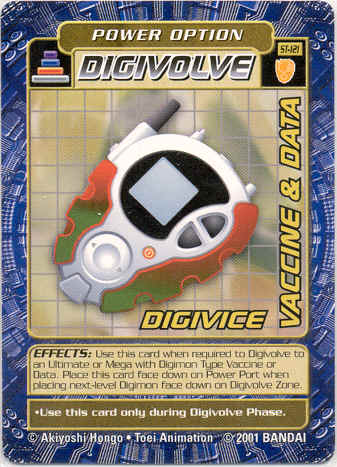 POWER OPTION
DIGIVOLVE
ST-121
VACCINE & DATA
DIGIVICE
EFFECTS: Use this card when required to Digivolve to
an Ultimate or Mega with Digimon Type Vaccine or
Data. Place this card face down on Power Port when
placing next-level Digimon face down on Digivolve Zone.
•Use this card only during Digivolve Phase.
© Akiyoshi Hongo • Toei Animation © 2001 BANDAI